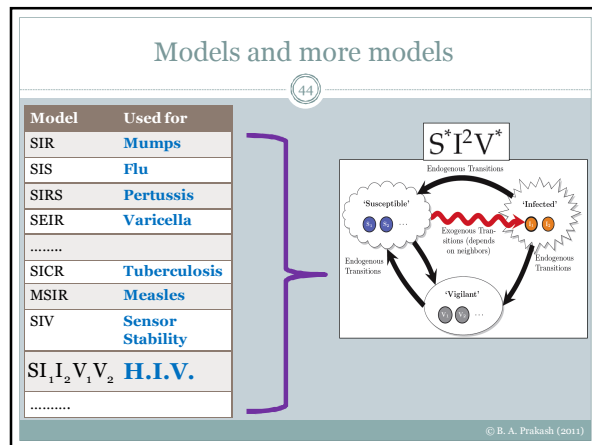 Models and more models
44
Model Used for
SIR Mumps
SIS Flu
SIRS Pertussis
SEIR Varicella
........
SICR Tuberculosis
MSIR Measles
SIV Sensor
Stability
SI₁I₂V₁V₂ H.I.V.
..........
S*I²V*
Endogenous Transitions
'Susceptible'
S₁ S₂ ...
'Infected'
I₁ I₂
Exogenous Tran-
sitions (depends
on neighbors)
Endogenous
Transitions
Endogenous
Transitions
'Vigilant'
V₁ V₂ ...
© B. A. Prakash (2011)